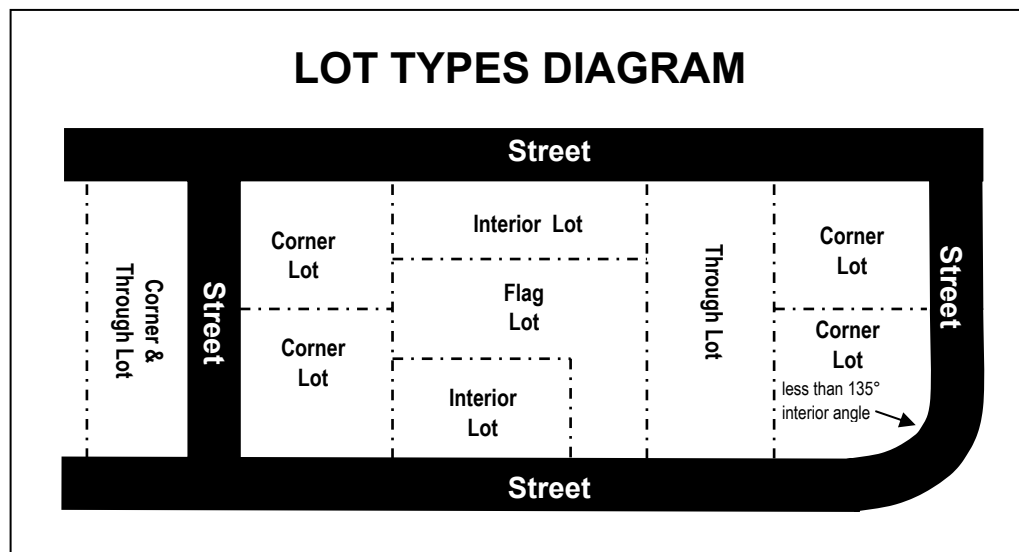 LOT TYPES DIAGRAM
Street
Corner &
Through Lot
Street
Corner
Lot
Corner
Lot
Interior Lot
Flag
Lot
Interior
Lot
Through Lot
Corner
Lot
Corner
Lot
less than 135°
interior angle
Street
Street